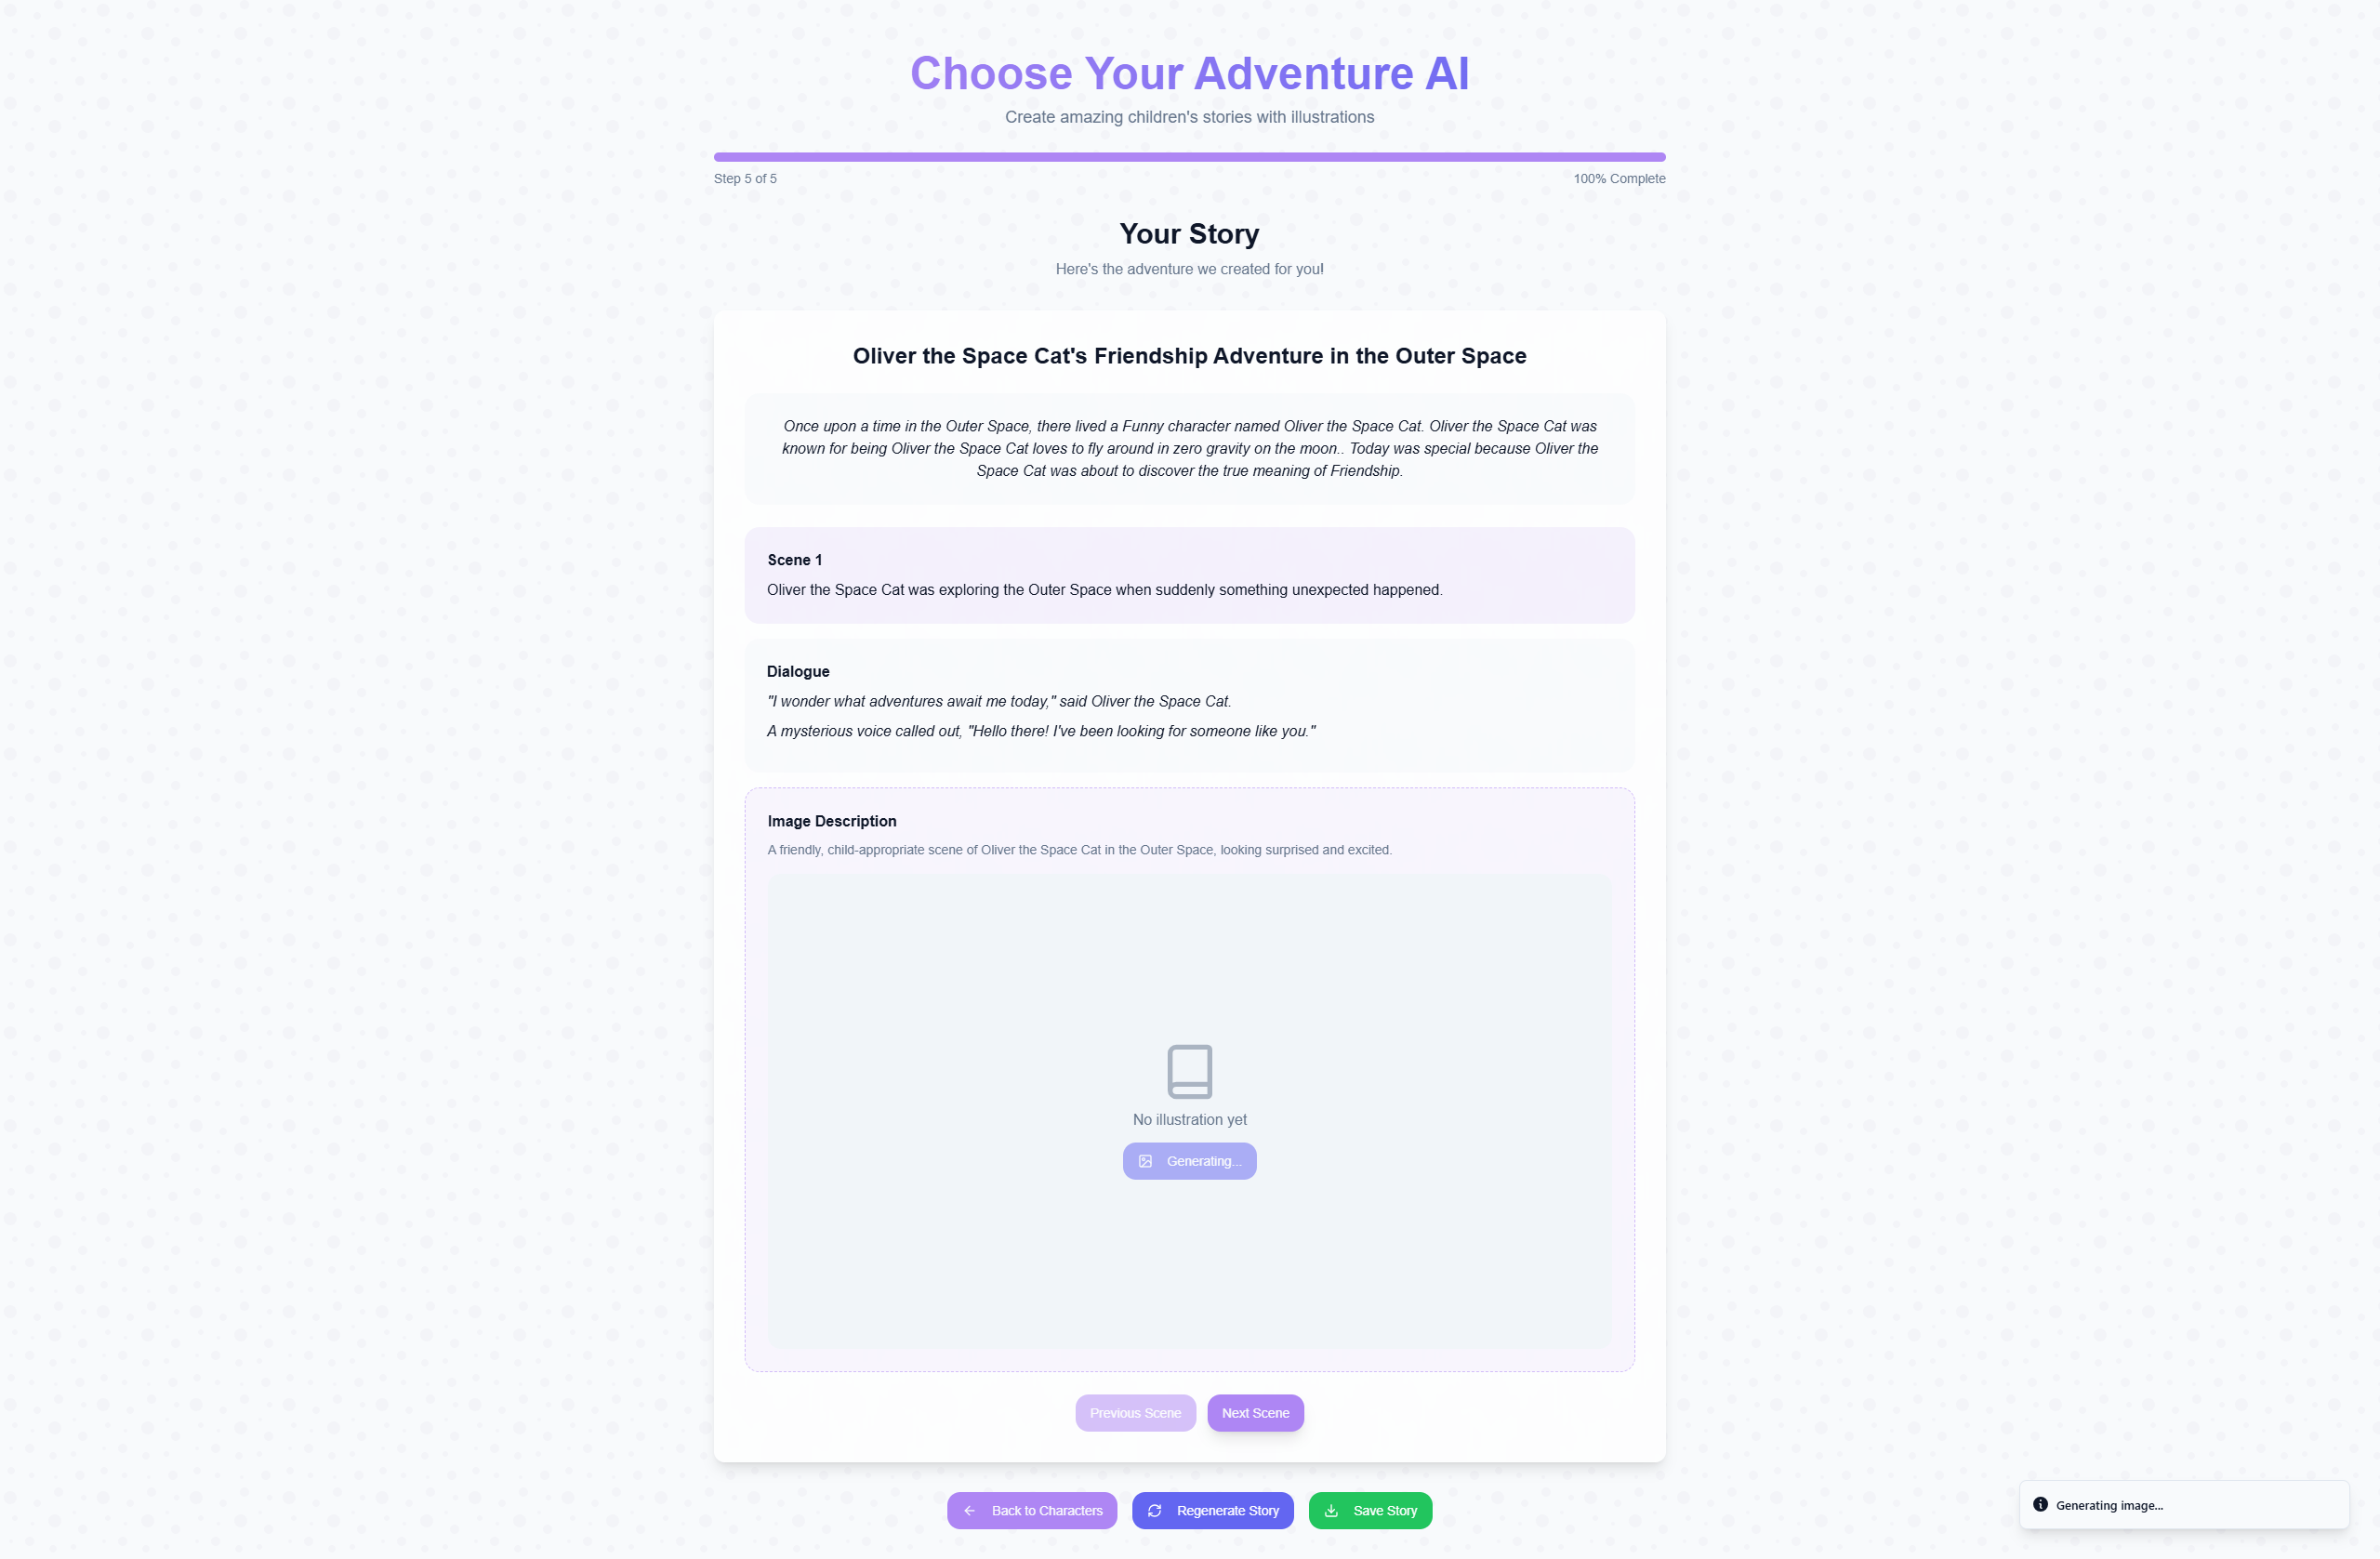 Choose Your Adventure AI
Create amazing children's stories with illustrations
Step 5 of 5
100% Complete
Your Story
Here's the adventure we created for you!
Oliver the Space Cat's Friendship Adventure in the Outer Space
Once upon a time in the Outer Space, there lived a Funny character named Oliver the Space Cat. Oliver the Space Cat was
known for being Oliver the Space Cat loves to fly around in zero gravity on the moon.. Today was special because Oliver the
Space Cat was about to discover the true meaning of Friendship.
Scene 1
Oliver the Space Cat was exploring the Outer Space when suddenly something unexpected happened.
Dialogue
"I wonder what adventures await me today," said Oliver the Space Cat.
A mysterious voice called out, "Hello there! I've been looking for someone like you."
Image Description
A friendly, child-appropriate scene of Oliver the Space Cat in the Outer Space, looking surprised and excited.
No illustration yet
Generating...
Previous Scene
Next Scene
Back to Characters
Regenerate Story
Save Story
Generating image...